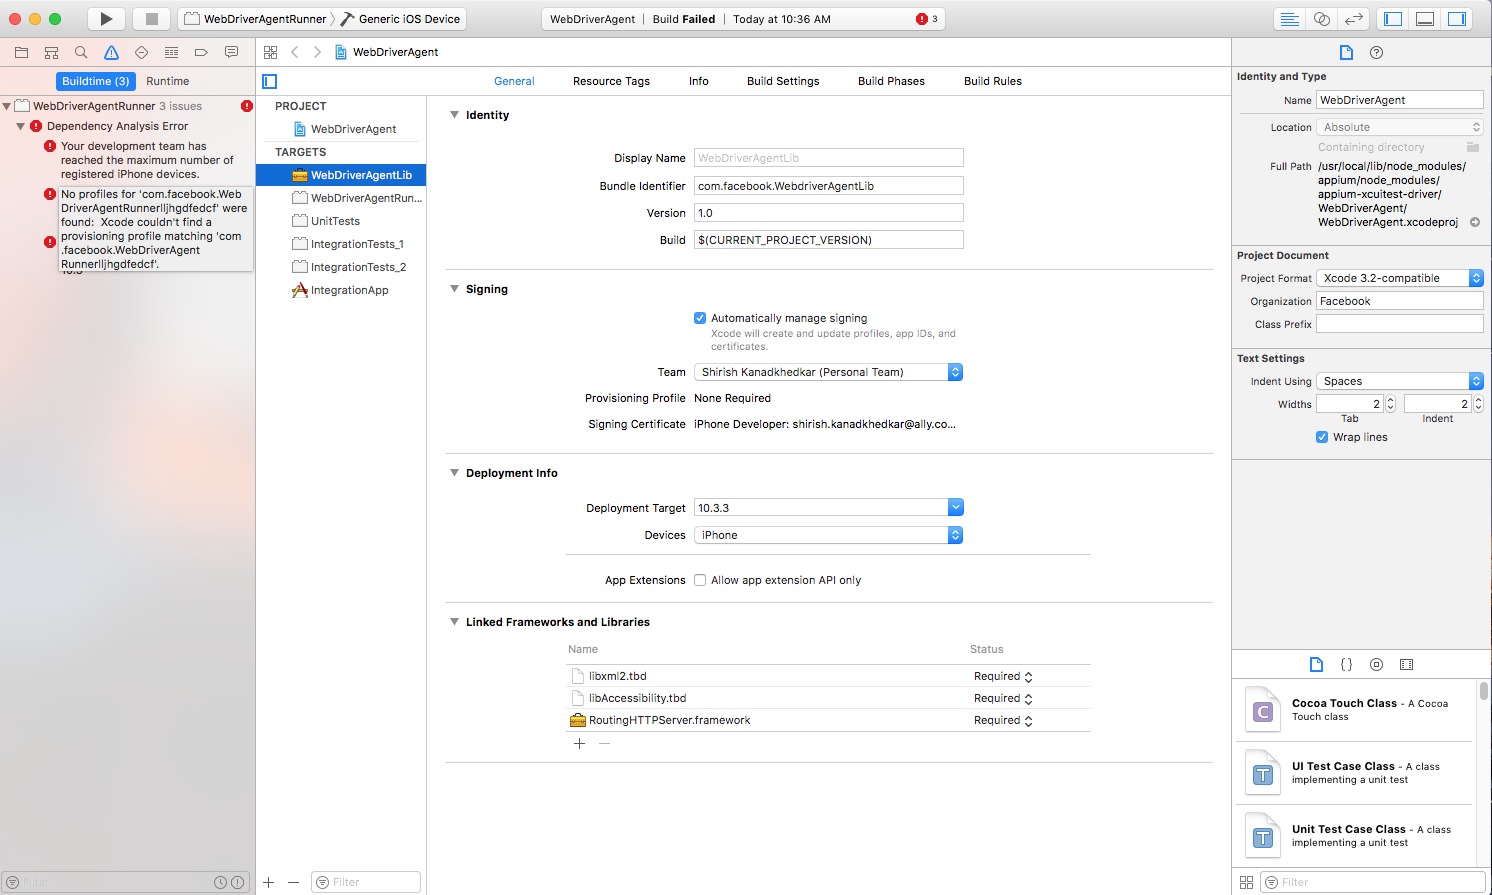 WebDriverAgentRunner
Generic iOS Device
WebDriverAgent | Build Failed | Today at 10:36 AM
3
WebDriverAgent
Buildtime (3)
Runtime
WebDriverAgentRunner 3 issues
Dependency Analysis Error
Your development team has
reached the maximum number of
registered iPhone devices.
No profiles for 'com.facebook.Web
DriverAgentRunnerlljhgdfedcf' were
found:  Xcode couldn't find a
provisioning profile matching 'com
.facebook.WebDriverAgent
Runnerlljhgdfedcf'.
Filter
PROJECT
WebDriverAgent
TARGETS
WebDriverAgentLib
WebDriverAgentRun...
UnitTests
IntegrationTests_1
IntegrationTests_2
IntegrationApp
Filter
General
Resource Tags
Info
Build Settings
Build Phases
Build Rules
Identity
Display Name WebDriverAgentLib
Bundle Identifier com.facebook.WebdriverAgentLib
Version 1.0
Build $(CURRENT_PROJECT_VERSION)
Signing
Automatically manage signing
Xcode will create and update profiles, app IDs, and
certificates.
Team Shirish Kanadkhedkar (Personal Team)
Provisioning Profile None Required
Signing Certificate iPhone Developer: shirish.kanadkhedkar@ally.co...
Deployment Info
Deployment Target 10.3.3
Devices iPhone
App Extensions Allow app extension API only
Linked Frameworks and Libraries
Name Status
libxml2.tbd Required
libAccessibility.tbd Required
RoutingHTTPServer.framework Required
Identity and Type
Name WebDriverAgent
Location Absolute
Containing directory
Full Path /usr/local/lib/node_modules/
appium/node_modules/
appium-xcuitest-driver/
WebDriverAgent/
WebDriverAgent.xcodeproj
Project Document
Project Format Xcode 3.2-compatible
Organization Facebook
Class Prefix
Text Settings
Indent Using Spaces
Widths 2 2
Tab Indent
Wrap lines
{ }
C
Cocoa Touch Class - A Cocoa
Touch class
T
UI Test Case Class - A class
implementing a unit test
T
Unit Test Case Class - A class
implementing a unit test
Filter